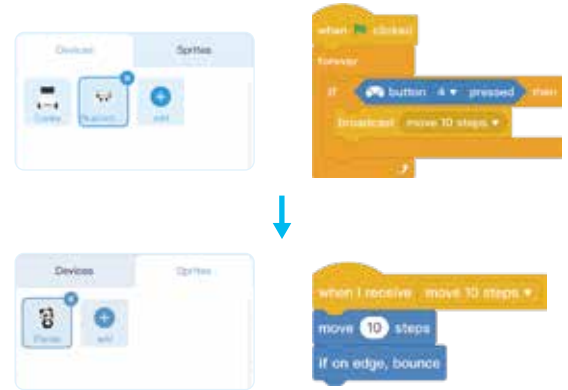 Devices Sprites
Codey add
when clicked
forever
if button 4 pressed then
broadcast move 10 steps
Devices Sprites
Panda add
when I receive move 10 steps
move 10 steps
if on edge, bounce